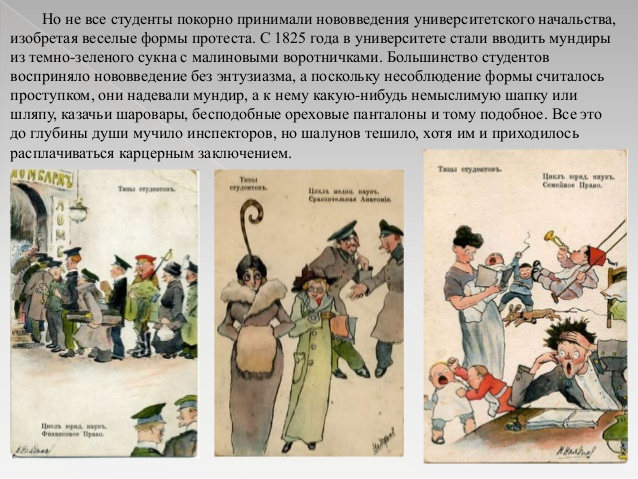 Но не все студенты покорно принимали нововведения университетского начальства,
изобретая веселые формы протеста. С 1825 года в университете стали вводить мундиры
из темно-зеленого сукна с малиновыми воротничками. Большинство студентов
восприняло нововведение без энтузиазма, а поскольку несоблюдение формы считалось
проступком, они надевали мундир, а к нему какую-нибудь немыслимую шапку или
шляпу, казачьи шаровары, бесподобные ореховые панталоны и тому подобное. Все это
до глубины души мучило инспекторов, но шалунов тешило, хотя им и приходилось
расплачиваться карцерным заключением.
ЛОМБАРДЪ
Типы студентовъ.
Циклъ юрид. наукъ.
Финансовое Право.
Типы
студентовъ.
Циклъ медиц. наукъ.
Сравнительная Анатомія.
Типы студентовъ.
Циклъ юрид. наукъ.
Семейное Право.